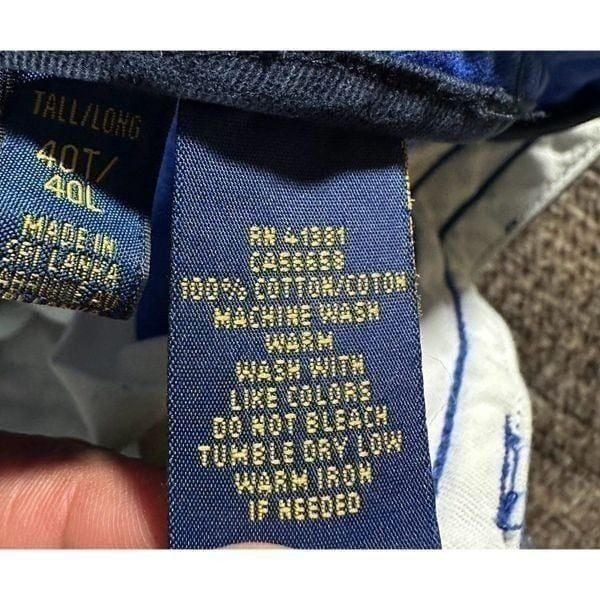 TALL/LONG
40T/
40L
MADE IN
SRI LANKA
RN 41381
100% COTTON/COTON
MACHINE WASH
WARM
WASH WITH
LIKE COLORS
DO NOT BLEACH
TUMBLE DRY LOW
WARM IRON
IF NEEDED